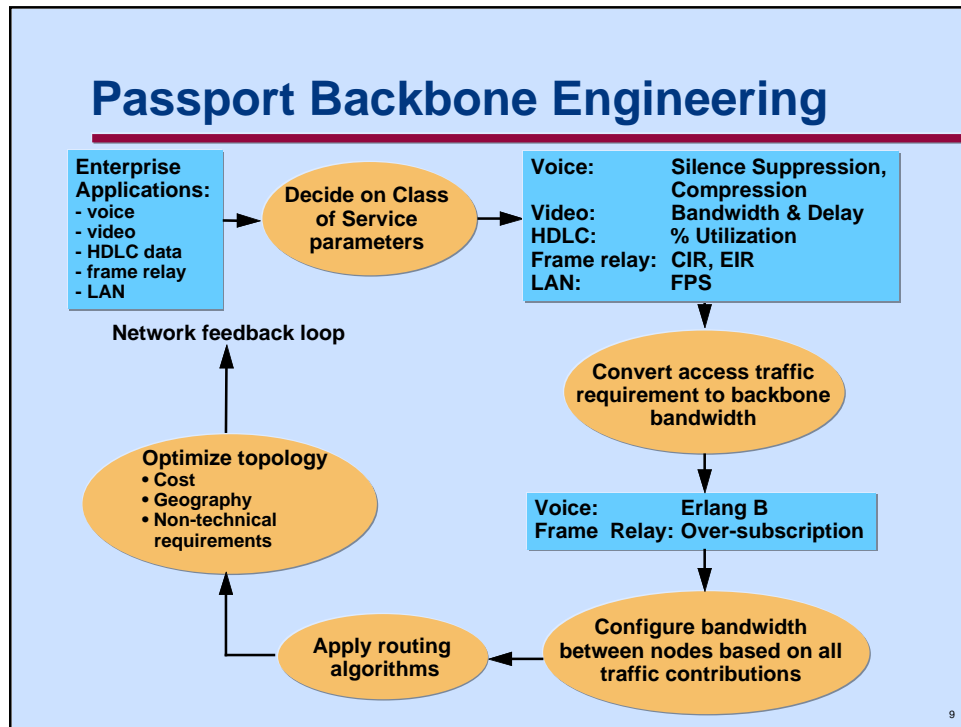 Passport Backbone Engineering
Enterprise
Applications:
- voice
- video
- HDLC data
- frame relay
- LAN
Decide on Class
of Service
parameters
Voice: Silence Suppression,
Compression
Video: Bandwidth & Delay
HDLC: % Utilization
Frame relay: CIR, EIR
LAN: FPS
Network feedback loop
Convert access traffic
requirement to backbone
bandwidth
Optimize topology
• Cost
• Geography
• Non-technical
requirements
Voice: Erlang B
Frame Relay: Over-subscription
Configure bandwidth
between nodes based on all
traffic contributions
Apply routing
algorithms
9